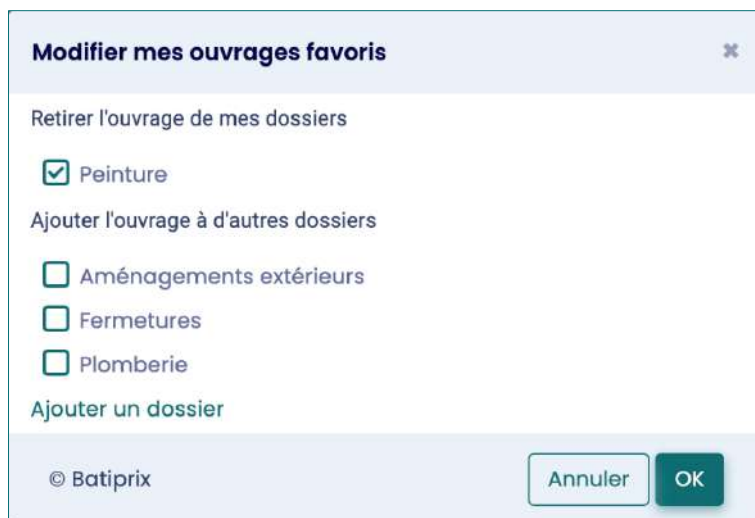 Modifier mes ouvrages favoris
Retirer l'ouvrage de mes dossiers
Peinture
Ajouter l'ouvrage à d'autres dossiers
Aménagements extérieurs
Fermetures
Plomberie
Ajouter un dossier
© Batiprix
Annuler OK